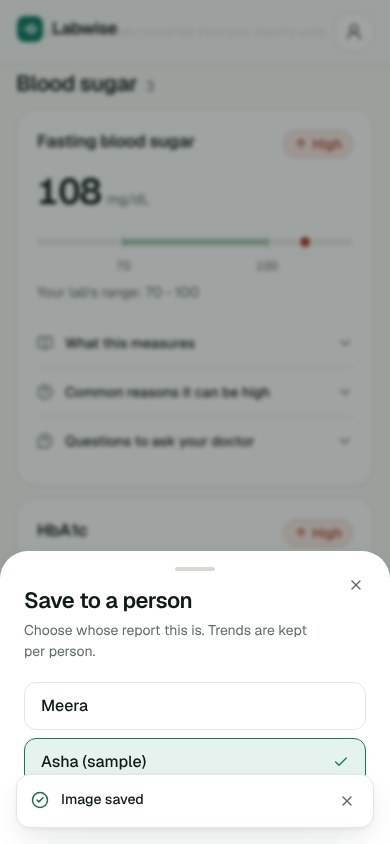 Labwise
Blood sugar 3
Fasting blood sugar
High
108 mg/dL
70
100
Your lab's range: 70 - 100
What this measures
Common reasons it can be high
Questions to ask your doctor
HbA1c
High
Save to a person
Choose whose report this is. Trends are kept
per person.
Meera
Asha (sample)
Image saved